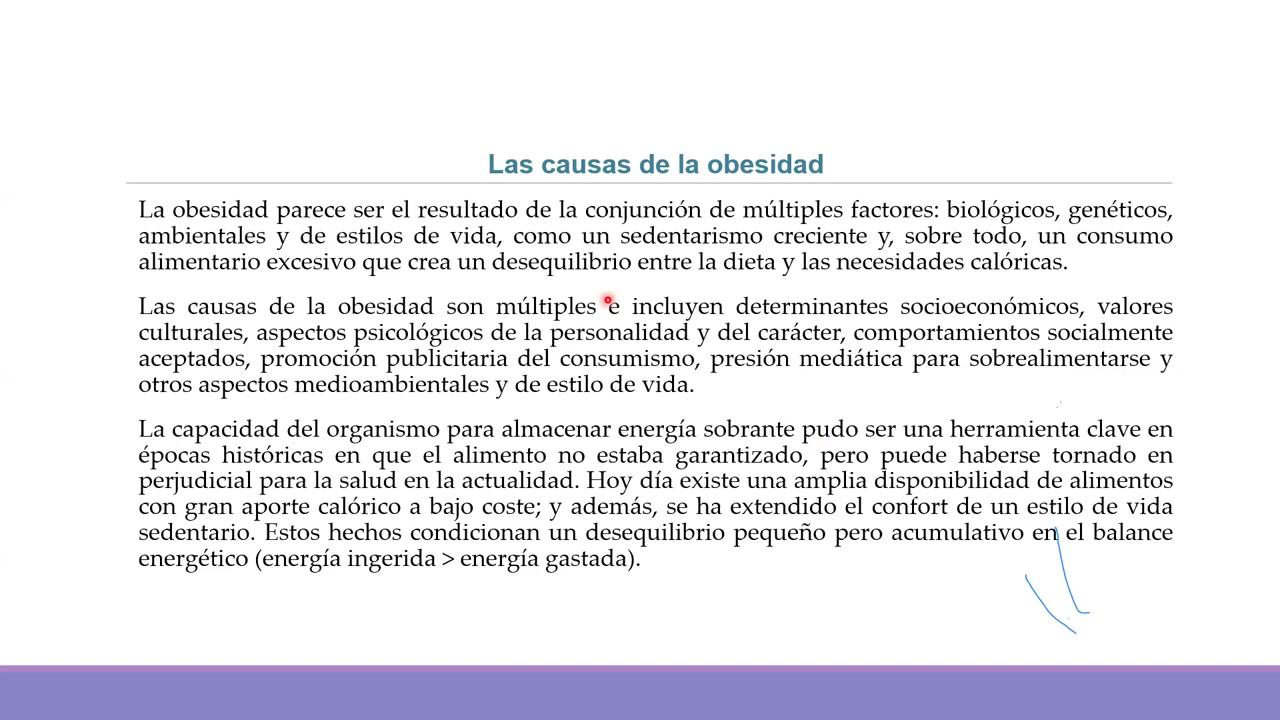 Las causas de la obesidad
La obesidad parece ser el resultado de la conjunción de múltiples factores: biológicos, genéticos,
ambientales y de estilos de vida, como un sedentarismo creciente y, sobre todo, un consumo
alimentario excesivo que crea un desequilibrio entre la dieta y las necesidades calóricas.
Las causas de la obesidad son múltiples e incluyen determinantes socioeconómicos, valores
culturales, aspectos psicológicos de la personalidad y del carácter, comportamientos socialmente
aceptados, promoción publicitaria del consumismo, presión mediática para sobrealimentarse y
otros aspectos medioambientales y de estilo de vida.
La capacidad del organismo para almacenar energía sobrante pudo ser una herramienta clave en
épocas históricas en que el alimento no estaba garantizado, pero puede haberse tornado en
perjudicial para la salud en la actualidad. Hoy día existe una amplia disponibilidad de alimentos
con gran aporte calórico a bajo coste; y además, se ha extendido el confort de un estilo de vida
sedentario. Estos hechos condicionan un desequilibrio pequeño pero acumulativo en el balance
energético (energía ingerida > energía gastada).